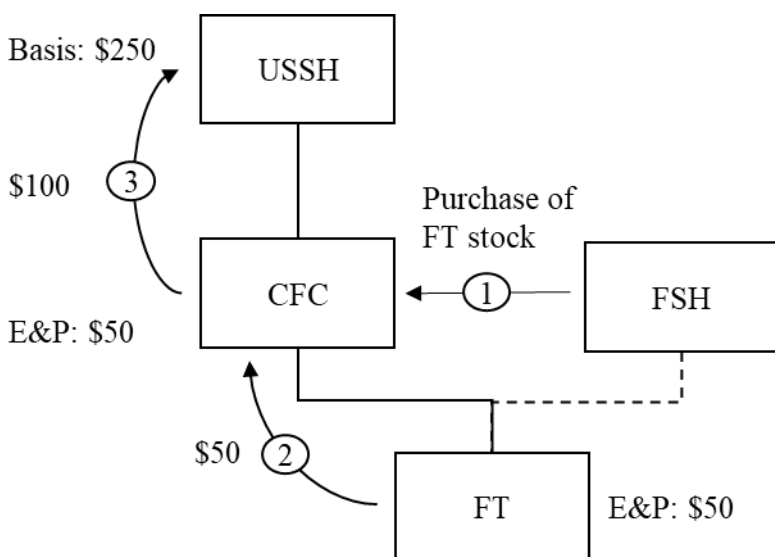 Basis: $250
USSH
$100
3
Purchase of
FT stock
CFC
1
FSH
E&P: $50
$50
2
FT
E&P: $50